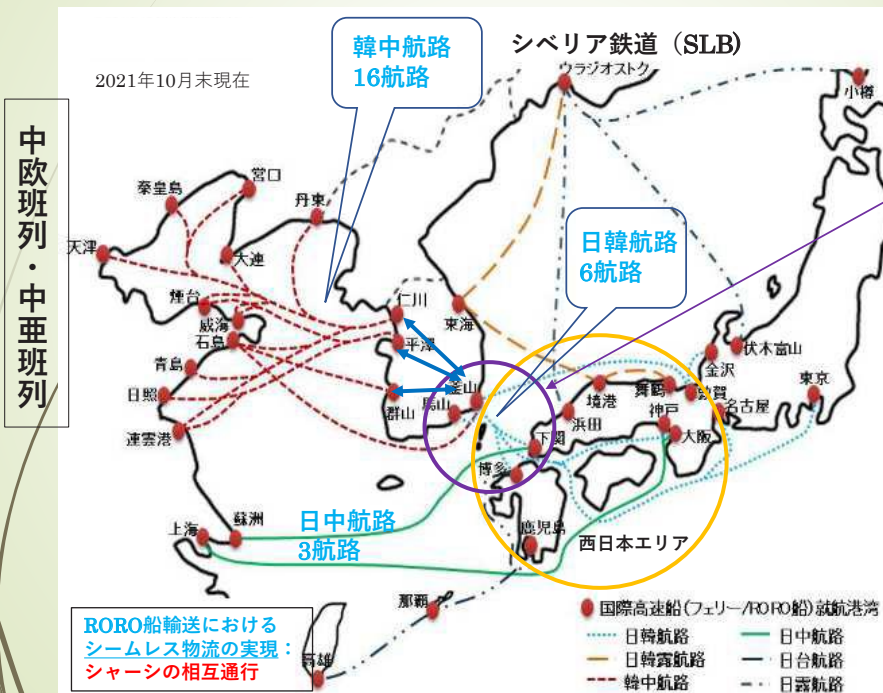 シベリア鉄道（SLB)
2021年10月末現在
韓中航路
16航路
中欧班列・中亜班列
日韓航路
6航路
ウラジオストク
小樽
営口
秦皇島
丹東
天津
大連
煙台
威海
石島
青島
日照
連雲港
仁川
平澤
東海
釜山
馬山
群山
伏木富山
金沢
東京
舞鶴
敦賀
名古屋
境港
神戸
大阪
浜田
下関
博多
鹿児島
西日本エリア
上海
蘇洲
日中航路
3航路
那覇
高雄
RORO船輸送における
シームレス物流の実現：
シャーシの相互通行
国際高速船(フェリー/RORO船)就航港湾
日韓航路
日中航路
日韓露航路
日台航路
韓中航路
日露航路